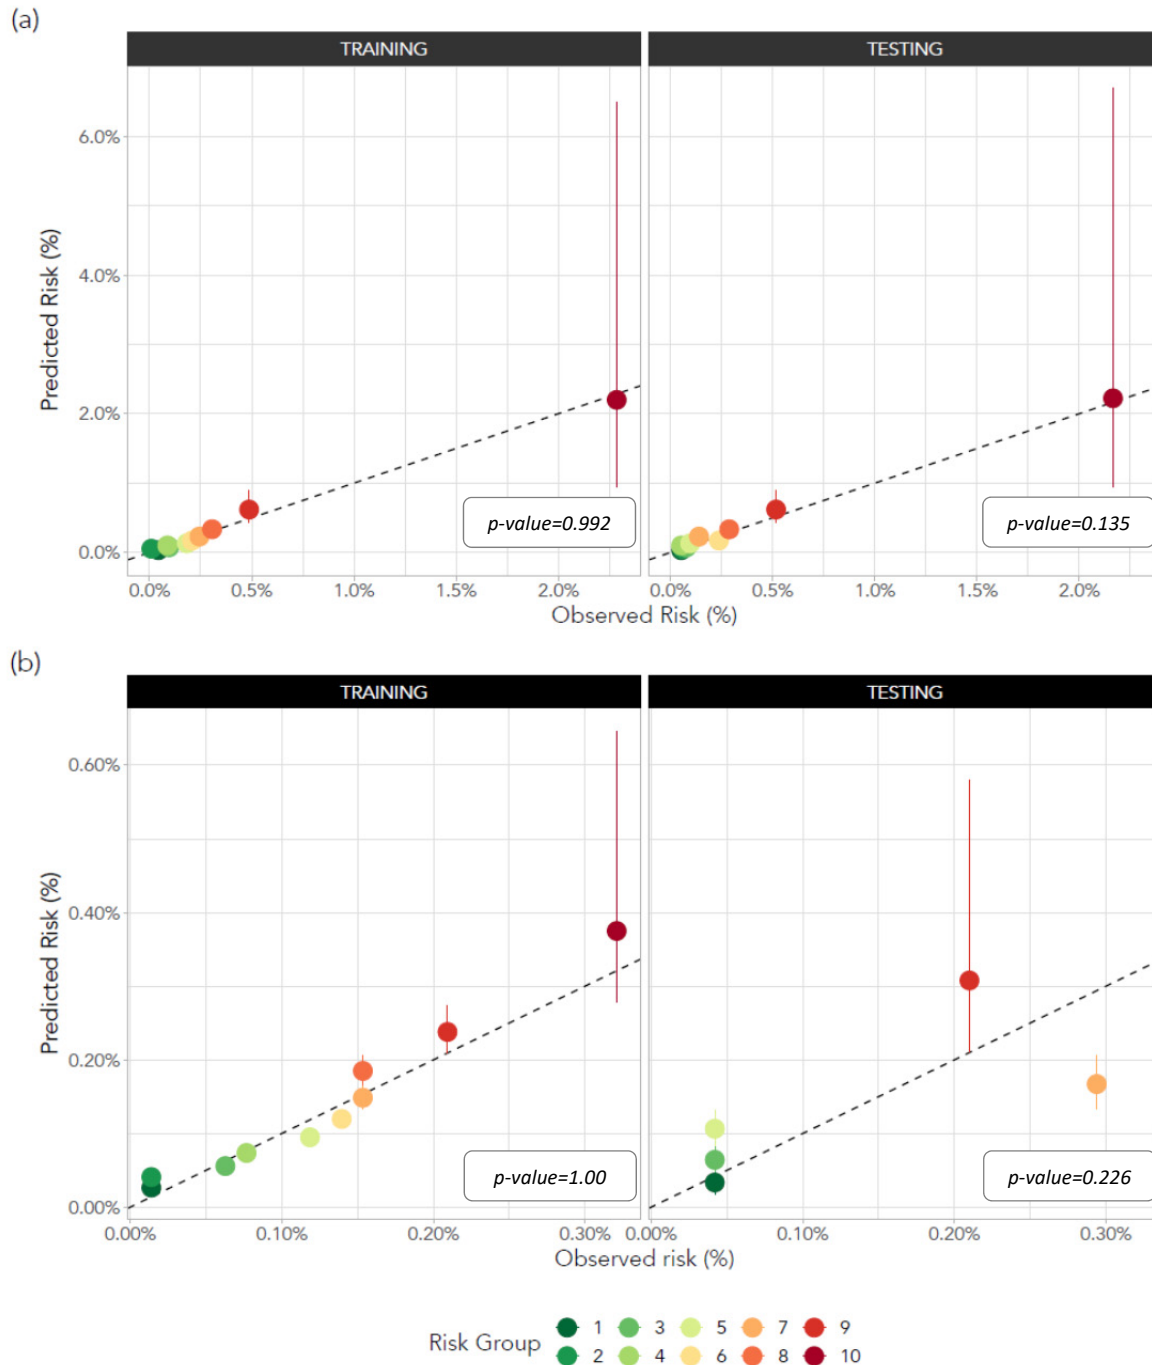 (a)
TRAINING
TESTING
Predicted Risk (%)
6.0%
4.0%
2.0%
0.0%
p-value=0.992
p-value=0.135
0.0% 0.5% 1.0% 1.5% 2.0%
0.0% 0.5% 1.0% 1.5% 2.0%
Observed Risk (%)
(b)
TRAINING
TESTING
Predicted Risk (%)
0.60%
0.40%
0.20%
0.00%
p-value=1.00
p-value=0.226
0.00% 0.10% 0.20% 0.30%
0.00% 0.10% 0.20% 0.30%
Observed risk (%)
Risk Group
1 3 5 7 9
2 4 6 8 10